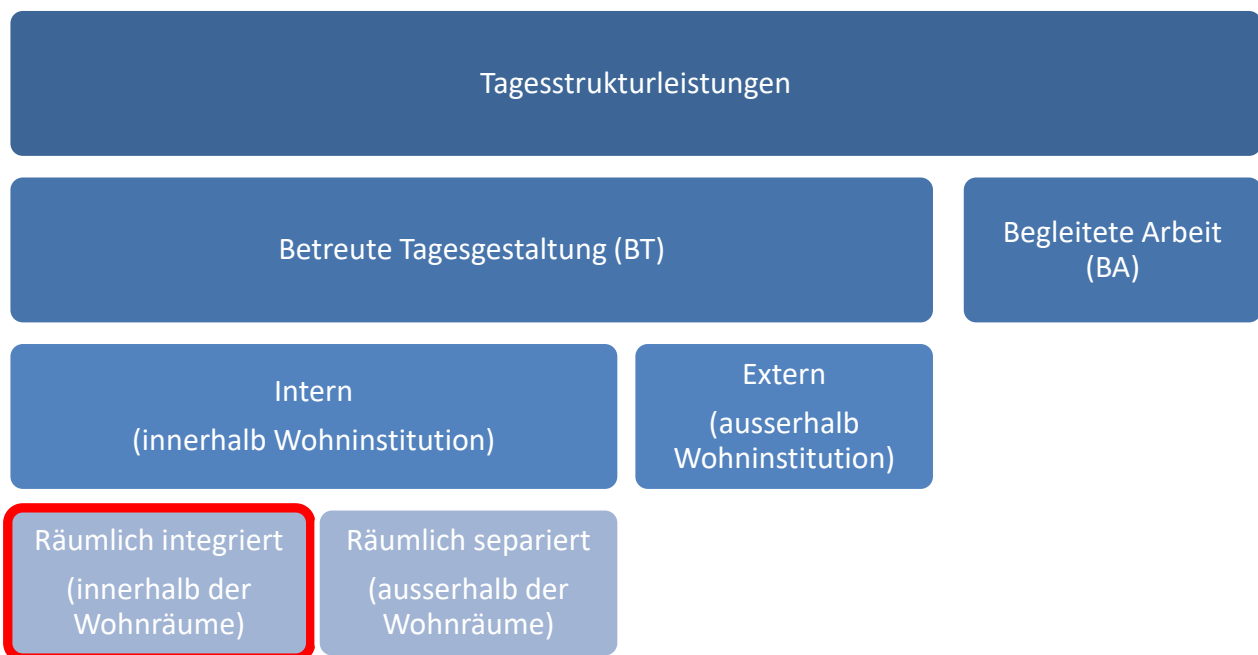 Tagesstrukturleistungen
Betreute Tagesgestaltung (BT)
Begleitete Arbeit
(BA)
Intern
(innerhalb Wohninstitution)
Extern
(ausserhalb
Wohninstitution)
Räumlich integriert
(innerhalb der
Wohnräume)
Räumlich separiert
(ausserhalb der
Wohnräume)